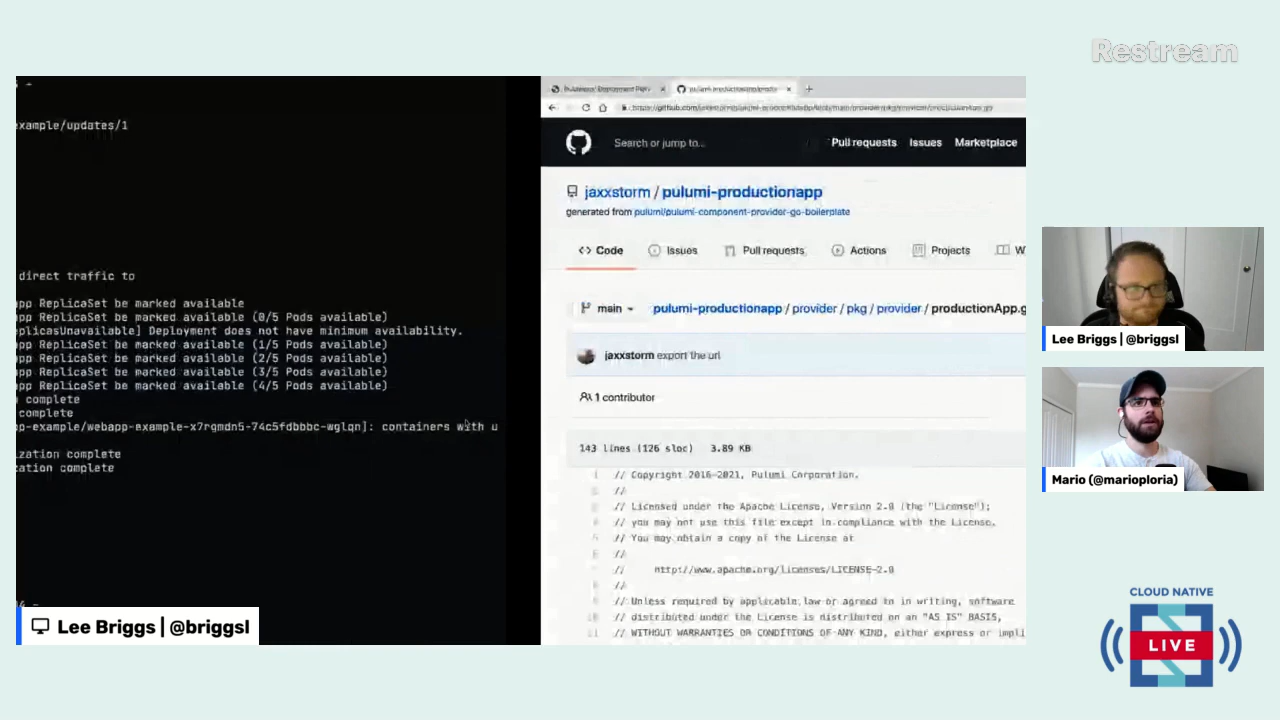 Restream
example/updates/1
direct traffic to
app ReplicaSet be marked available
app ReplicaSet be marked available (0/5 Pods available)
plicasUnavailable] Deployment does not have minimum availability.
app ReplicaSet be marked available (1/5 Pods available)
app ReplicaSet be marked available (2/5 Pods available)
app ReplicaSet be marked available (3/5 Pods available)
app ReplicaSet be marked available (4/5 Pods available)
complete
complete
pp-example/webapp-example-x7rgmdn5-74c5fdbbbc-wglqn]: containers with u
ization complete
zation complete
Lee Briggs | @briggsl
Search or jump to...
Pull requests Issues Marketplace
jaxxstorm / pulumi-productionapp
generated from pulumi/pulumi-component-provider-go-boilerplate
Code Issues Pull requests Actions Projects W
main pulumi-productionapp / provider / pkg / provider / productionApp.g
jaxxstorm export the url
1 contributor
143 lines (126 sloc) 3.89 KB
// Copyright 2016-2021, Pulumi Corporation.
//
// Licensed under the Apache License, Version 2.0 (the "License");
// you may not use this file except in compliance with the License.
// You may obtain a copy of the License at
//
// http://www.apache.org/licenses/LICENSE-2.0
//
// Unless required by applicable law or agreed to in writing, software
// distributed under the License is distributed on an "AS IS" BASIS,
// WITHOUT WARRANTIES OR CONDITIONS OF ANY KIND, either express or impli
Lee Briggs | @briggsl
Mario (@marioploria)
CLOUD NATIVE
LIVE